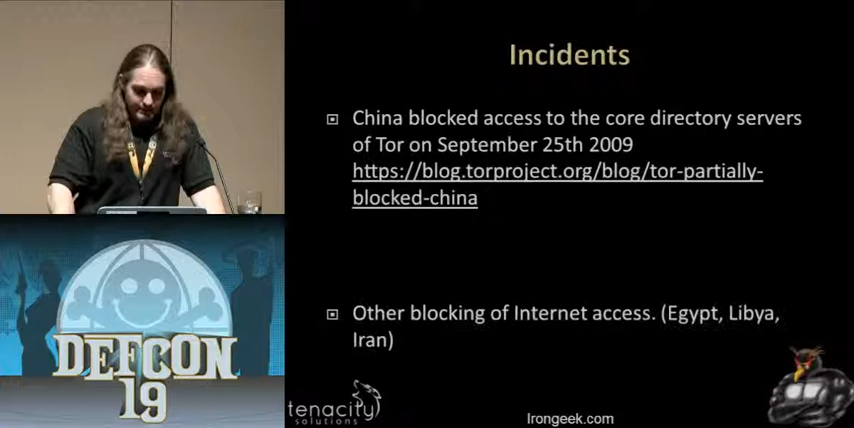 Incidents
China blocked access to the core directory servers
of Tor on September 25th 2009
https://blog.torproject.org/blog/tor-partially-
blocked-china
Other blocking of Internet access. (Egypt, Libya,
Iran)
DEFCON
19
tenacity
solutions
Irongeek.com